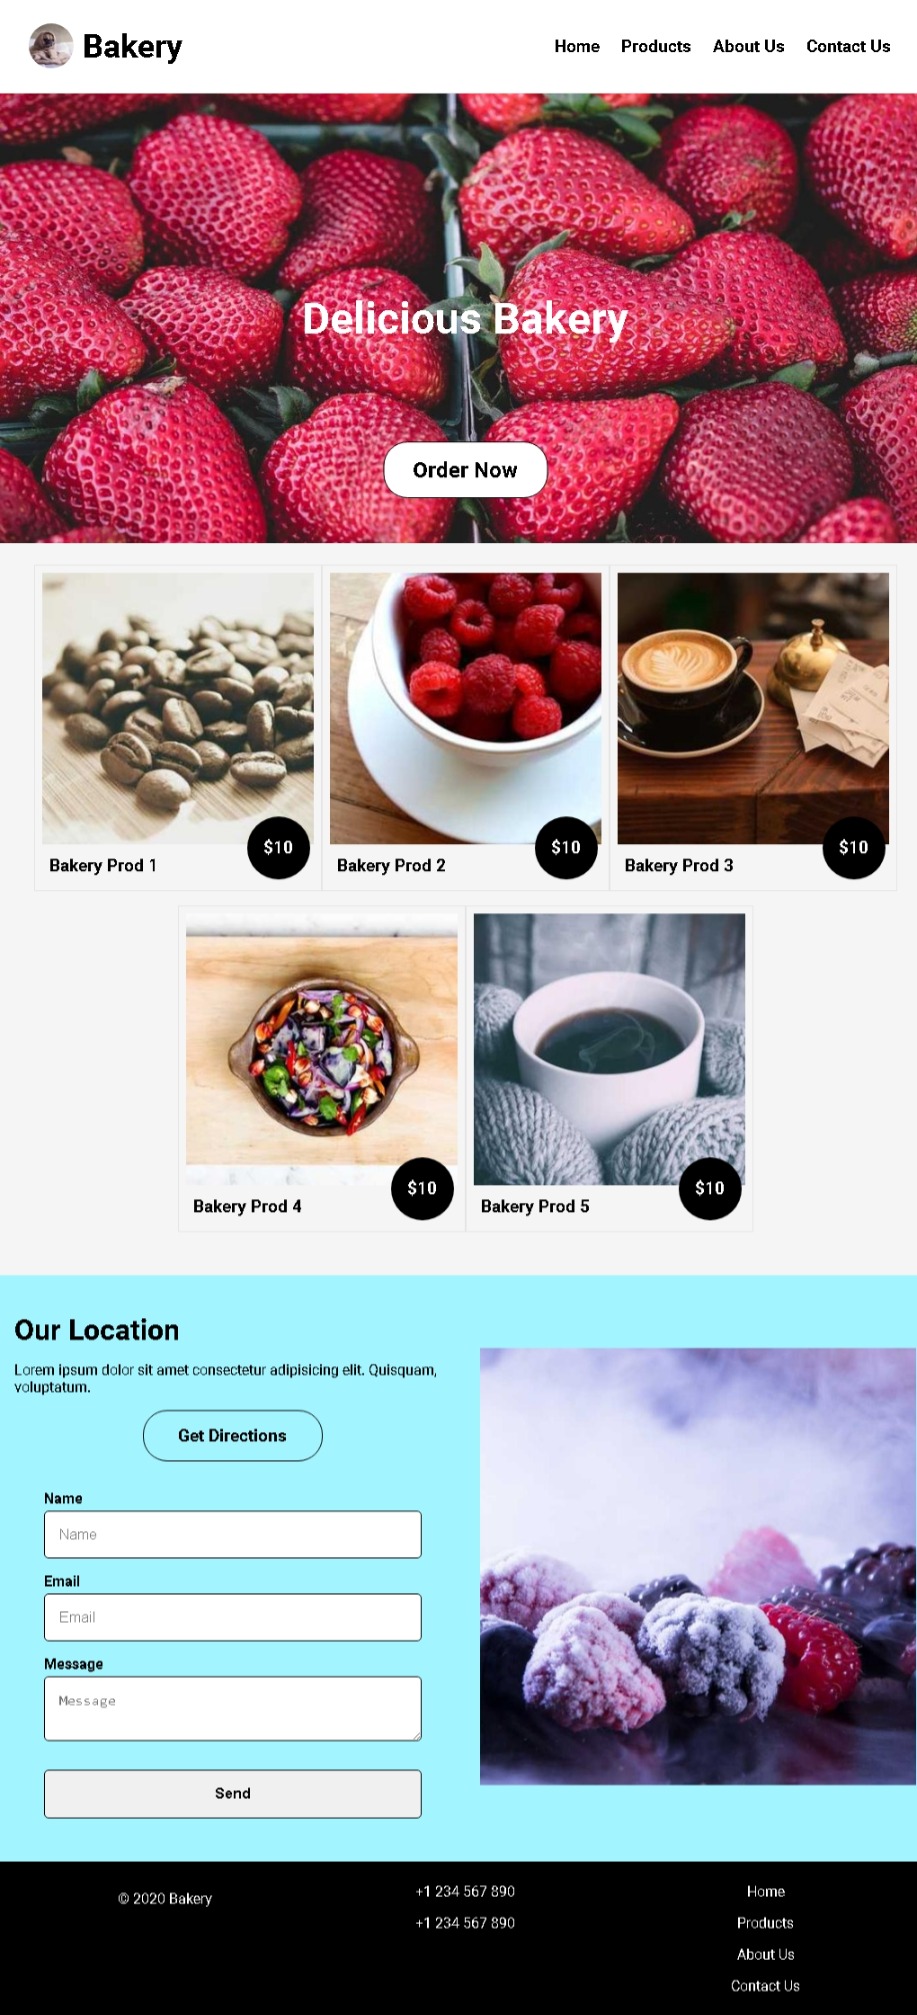 Bakery
Home Products About Us Contact Us
Delicious Bakery
Order Now
$10
$10
$10
Bakery Prod 1
Bakery Prod 2
Bakery Prod 3
$10
$10
Bakery Prod 4
Bakery Prod 5
Our Location
Lorem ipsum dolor sit amet consectetur adipisicing elit. Quisquam,
voluptatum.
Get Directions
Name
Name
Email
Email
Message
Message
Send
© 2020 Bakery
+1 234 567 890
+1 234 567 890
Home
Products
About Us
Contact Us